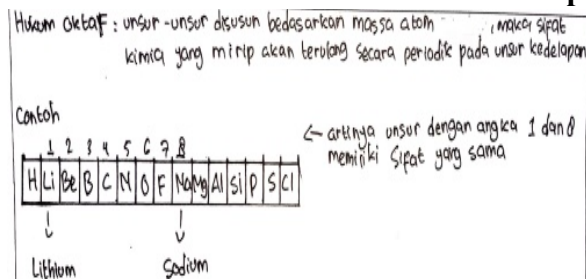 Hukum Oktaf : unsur-unsur disusun bedasarkan massa atom , maka sifat
kimia yang mirip akan terulang secara periodik pada unsur kedelapan
Contoh
1 2 3 4 5 6 7 8
H Li Be B C N O F Na Mg Al Si P S Cl
← artinya unsur dengan angka 1 dan 8
memiriki sifat yang sama
Lithium Sodium